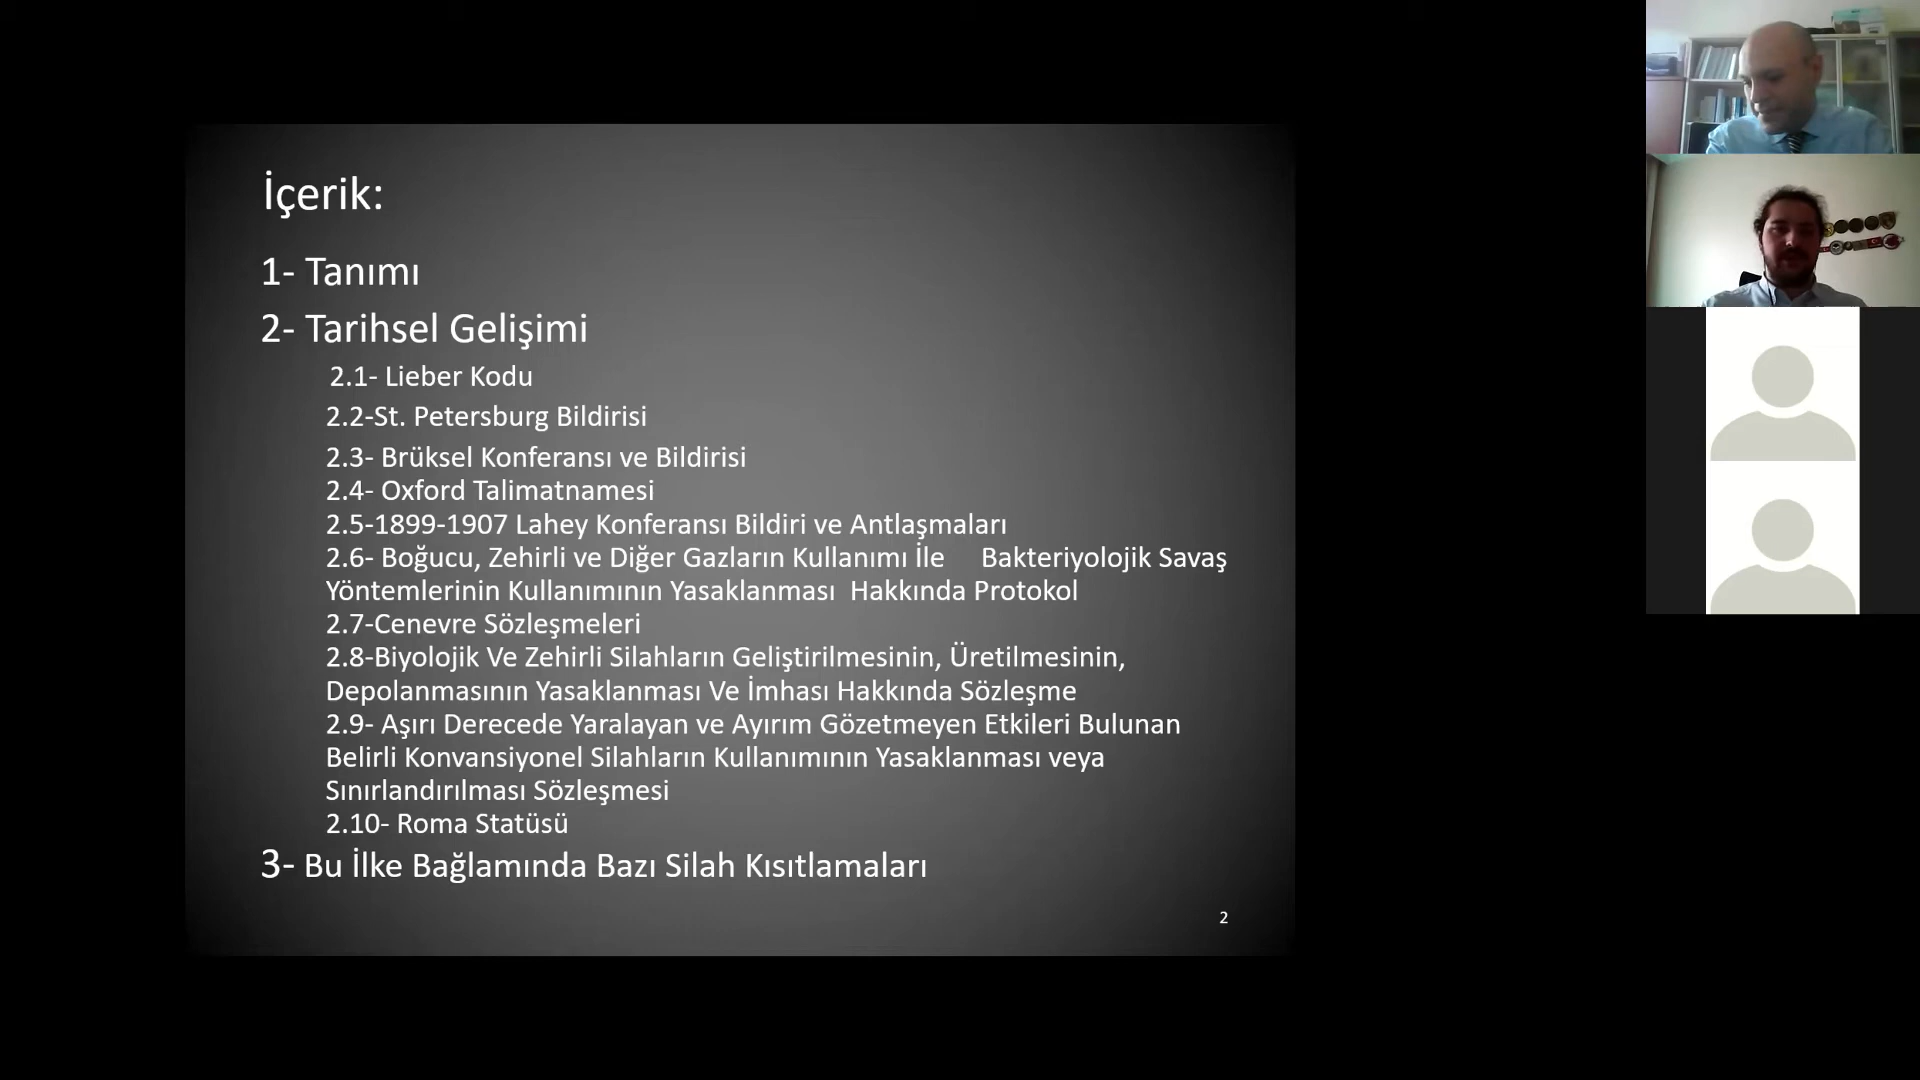 İçerik:
1- Tanımı
2- Tarihsel Gelişimi
2.1- Lieber Kodu
2.2-St. Petersburg Bildirisi
2.3- Brüksel Konferansı ve Bildirisi
2.4- Oxford Talimatnamesi
2.5-1899-1907 Lahey Konferansı Bildiri ve Antlaşmaları
2.6- Boğucu, Zehirli ve Diğer Gazların Kullanımı İle Bakteriyolojik Savaş
Yöntemlerinin Kullanımının Yasaklanması Hakkında Protokol
2.7-Cenevre Sözleşmeleri
2.8-Biyolojik Ve Zehirli Silahların Geliştirilmesinin, Üretilmesinin,
Depolanmasının Yasaklanması Ve İmhası Hakkında Sözleşme
2.9- Aşırı Derecede Yaralayan ve Ayırım Gözetmeyen Etkileri Bulunan
Belirli Konvansiyonel Silahların Kullanımının Yasaklanması veya
Sınırlandırılması Sözleşmesi
2.10- Roma Statüsü
3- Bu İlke Bağlamında Bazı Silah Kısıtlamaları
2